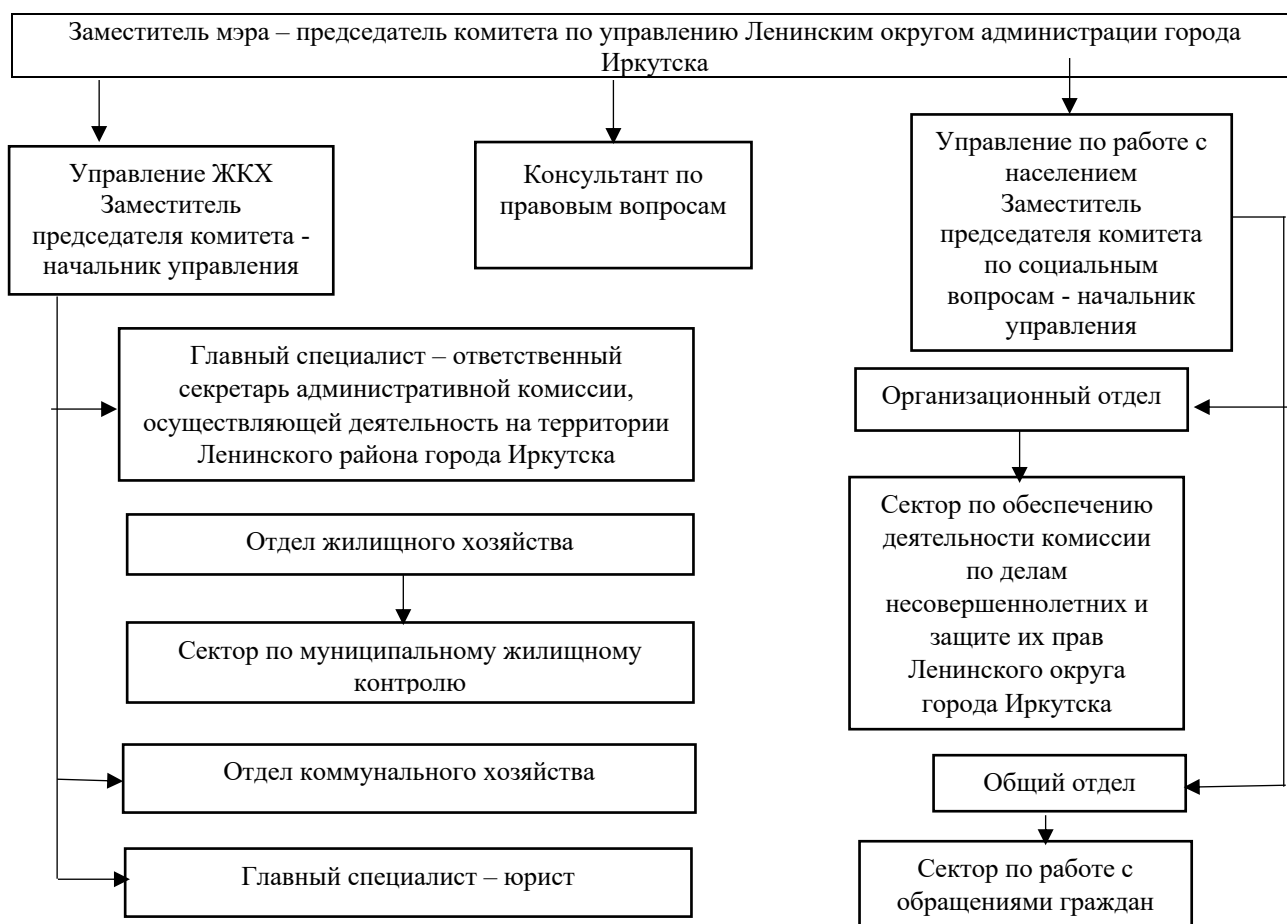 Заместитель мэра – председатель комитета по управлению Ленинским округом администрации города
Иркутска
Управление ЖКХ
Заместитель
председателя комитета -
начальник управления
Консультант по
правовым вопросам
Управление по работе с
населением
Заместитель
председателя комитета
по социальным
вопросам - начальник
управления
Главный специалист – ответственный
секретарь административной комиссии,
осуществляющей деятельность на территории
Ленинского района города Иркутска
Отдел жилищного хозяйства
Сектор по муниципальному жилищному
контролю
Отдел коммунального хозяйства
Главный специалист – юрист
Организационный отдел
Сектор по обеспечению
деятельности комиссии
по делам
несовершеннолетних и
защите их прав
Ленинского округа
города Иркутска
Общий отдел
Сектор по работе с
обращениями граждан